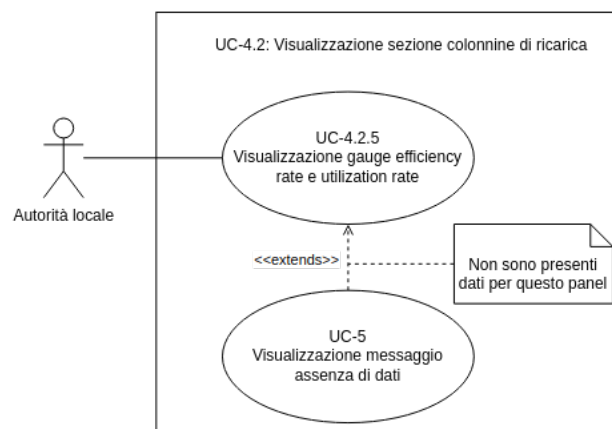 UC-4.2: Visualizzazione sezione colonnine di ricarica
UC-4.2.5
Visualizzazione gauge efficiency
rate e utilization rate
Autorità locale
<<extends>>
Non sono presenti
dati per questo panel
UC-5
Visualizzazione messaggio
assenza di dati